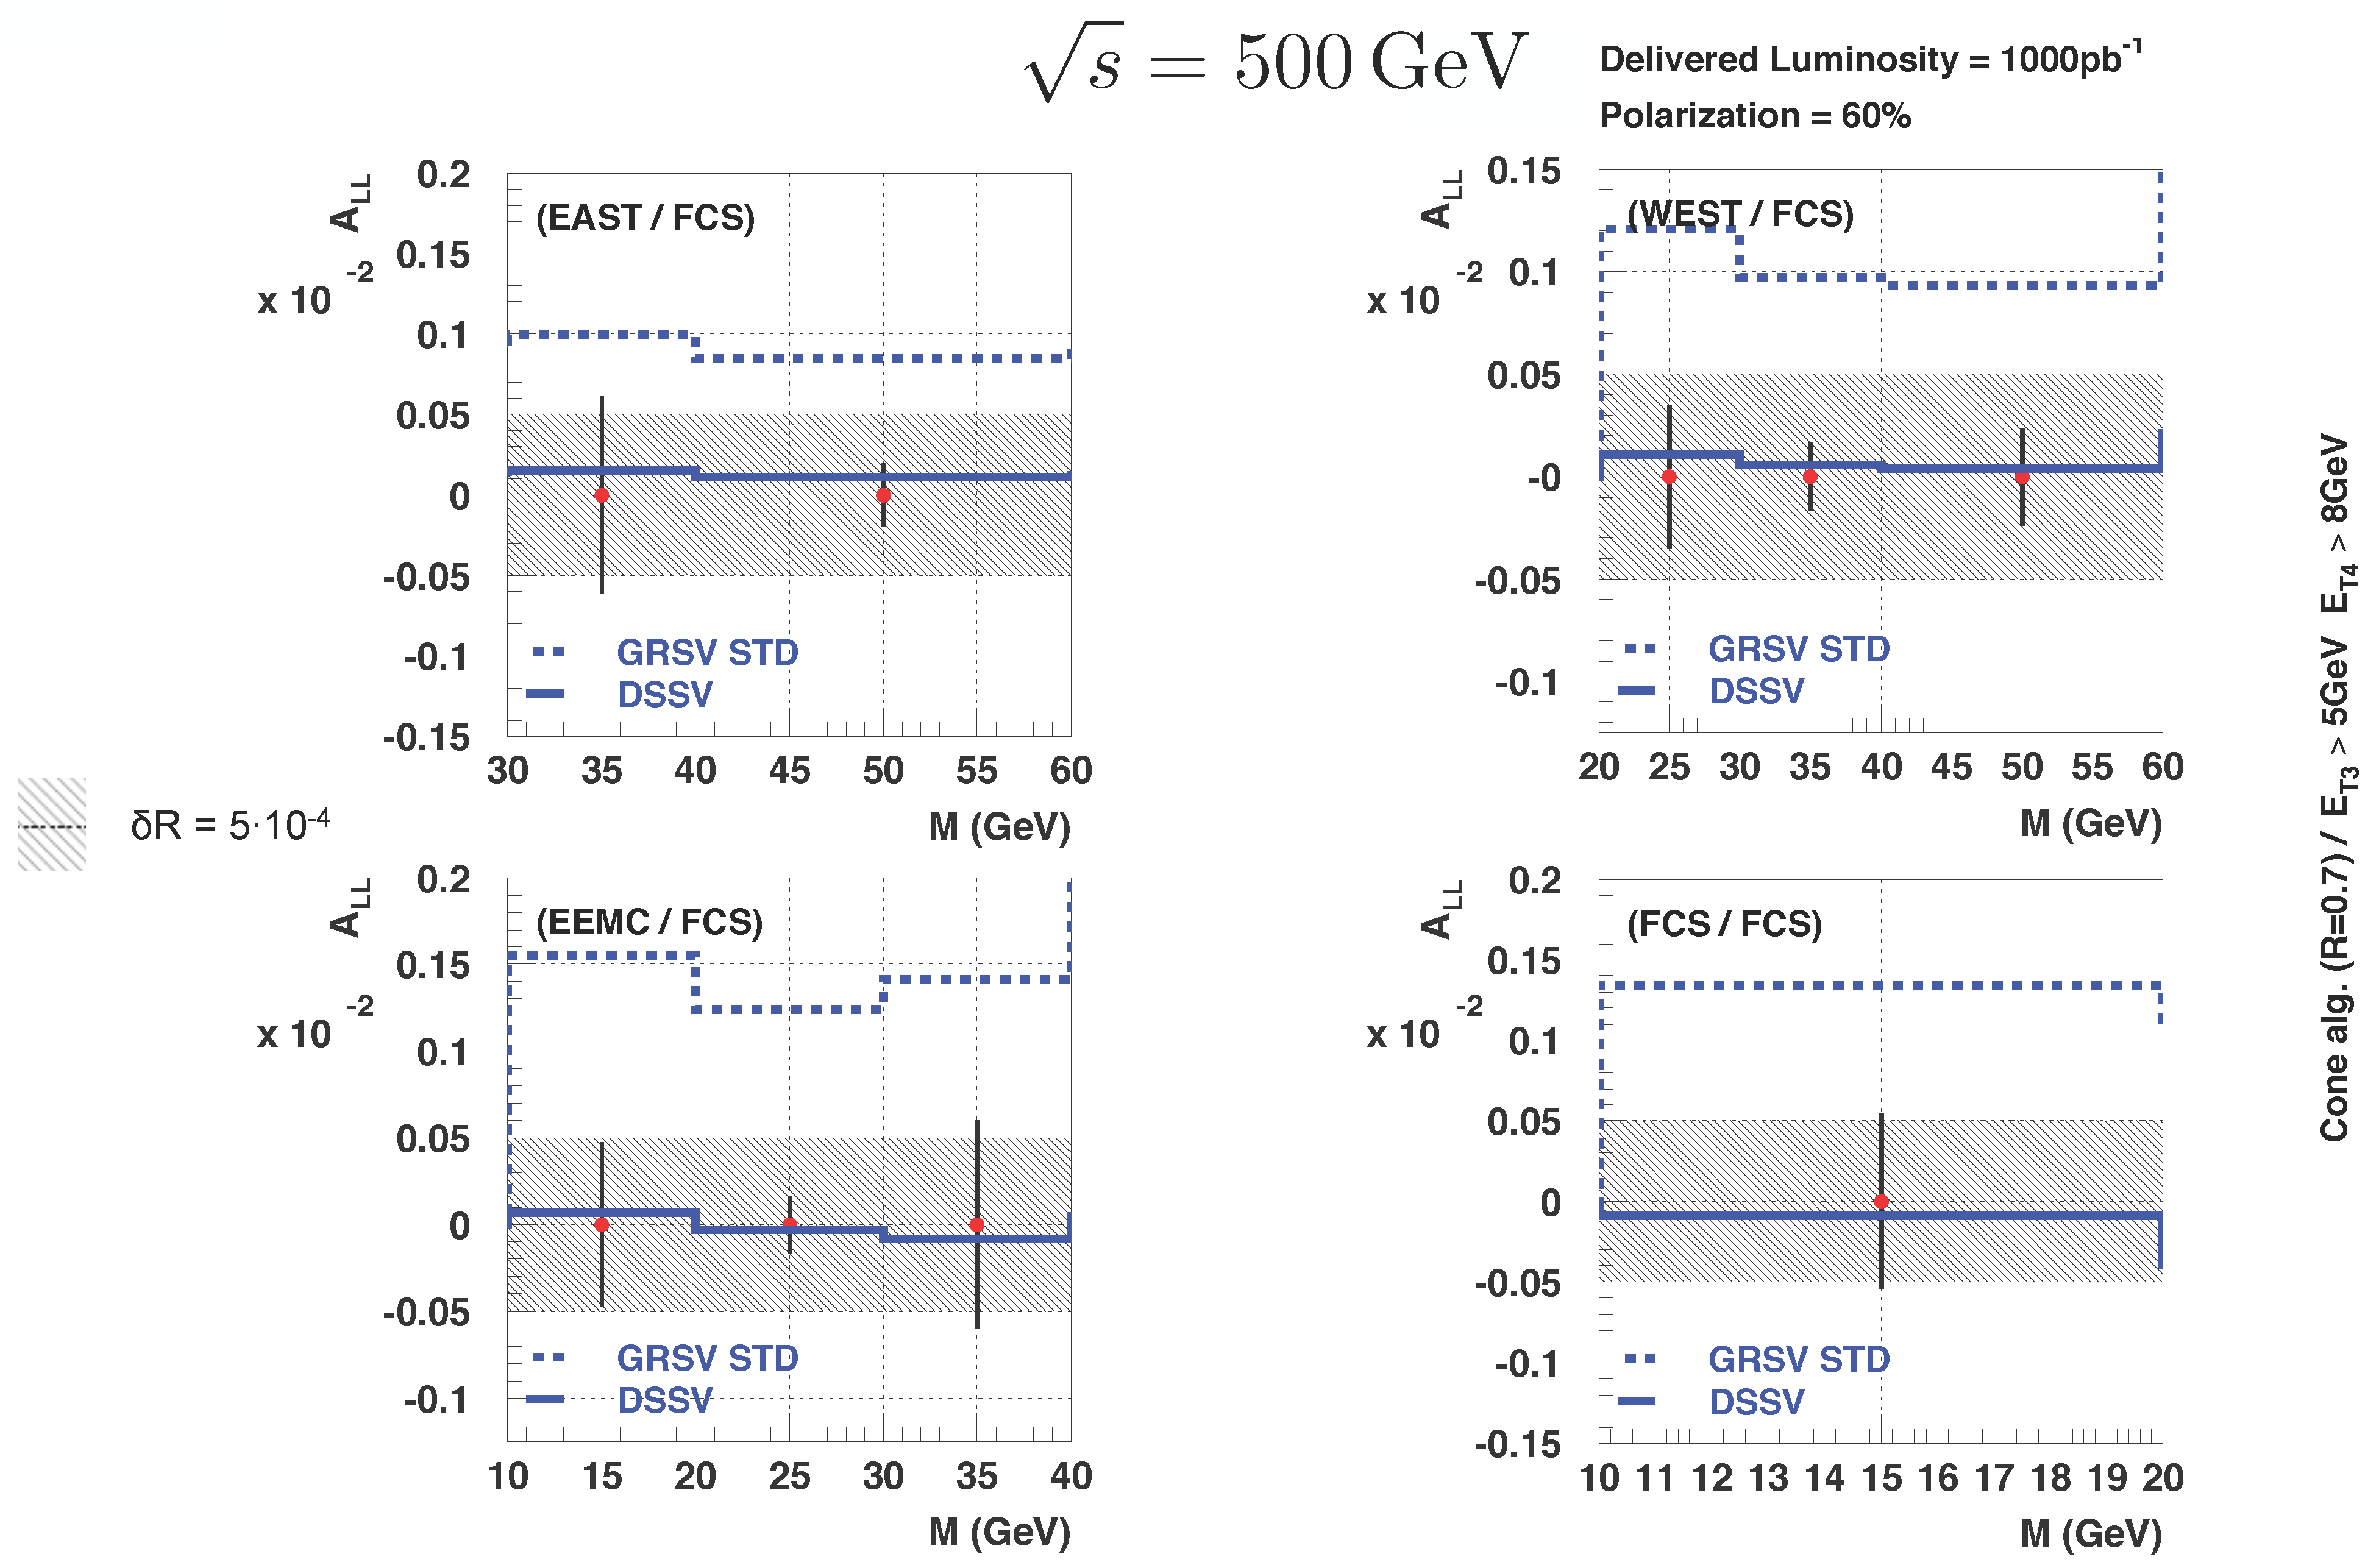 √s = 500 GeV
Delivered Luminosity = 1000pb⁻¹
Polarization = 60%
A_LL
x 10⁻²
(EAST / FCS)
0.2
0.15
0.1
0.05
0
-0.05
-0.1
-0.15
GRSV STD
DSSV
30 35 40 45 50 55 60
M (GeV)
A_LL
x 10⁻²
(WEST / FCS)
0.15
0.1
0.05
-0
-0.05
-0.1
GRSV STD
DSSV
20 25 30 35 40 45 50 55 60
M (GeV)
δR = 5·10⁻⁴
A_LL
x 10⁻²
(EEMC / FCS)
0.2
0.15
0.1
0.05
0
-0.05
-0.1
GRSV STD
DSSV
10 15 20 25 30 35 40
M (GeV)
A_LL
x 10⁻²
(FCS / FCS)
0.2
0.15
0.1
0.05
0
-0.05
-0.1
-0.15
GRSV STD
DSSV
10 11 12 13 14 15 16 17 18 19 20
M (GeV)
Cone alg. (R=0.7) / E_T3 > 5GeV E_T4 > 8GeV